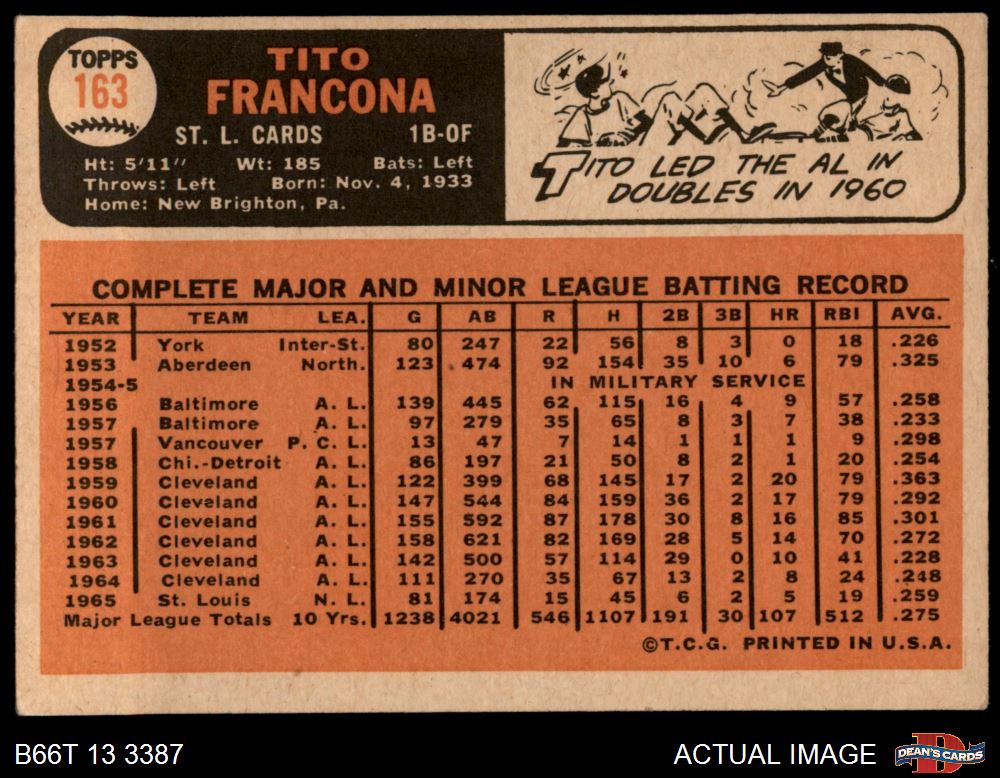 TOPPS
163
TITO
FRANCONA
ST. L. CARDS 1B-OF
Ht: 5'11" Wt: 185 Bats: Left
Throws: Left Born: Nov. 4, 1933
Home: New Brighton, Pa.
TITO LED THE AL IN
DOUBLES IN 1960
COMPLETE MAJOR AND MINOR LEAGUE BATTING RECORD
YEAR TEAM LEA. G AB R H 2B 3B HR RBI AVG.
1952 York Inter-St. 80 247 22 56 8 3 0 18 .226
1953 Aberdeen North. 123 474 92 154 35 10 6 79 .325
1954-5 IN MILITARY SERVICE
1956 Baltimore A. L. 139 445 62 115 16 4 9 57 .258
1957 Baltimore A. L. 97 279 35 65 8 3 7 38 .233
1957 Vancouver P. C. L. 13 47 7 14 1 1 1 9 .298
1958 Chi.-Detroit A. L. 86 197 21 50 8 2 1 20 .254
1959 Cleveland A. L. 122 399 68 145 17 2 20 79 .363
1960 Cleveland A. L. 147 544 84 159 36 2 17 79 .292
1961 Cleveland A. L. 155 592 87 178 30 8 16 85 .301
1962 Cleveland A. L. 158 621 82 169 28 5 14 70 .272
1963 Cleveland A. L. 142 500 57 114 29 0 10 41 .228
1964 Cleveland A. L. 111 270 35 67 13 2 8 24 .248
1965 St. Louis N. L. 81 174 15 45 6 2 5 19 .259
Major League Totals 10 Yrs. 1238 4021 546 1107 191 30 107 512 .275
©T.C.G. PRINTED IN U.S.A.
B66T 13 3387 ACTUAL IMAGE
DEAN'S CARDS